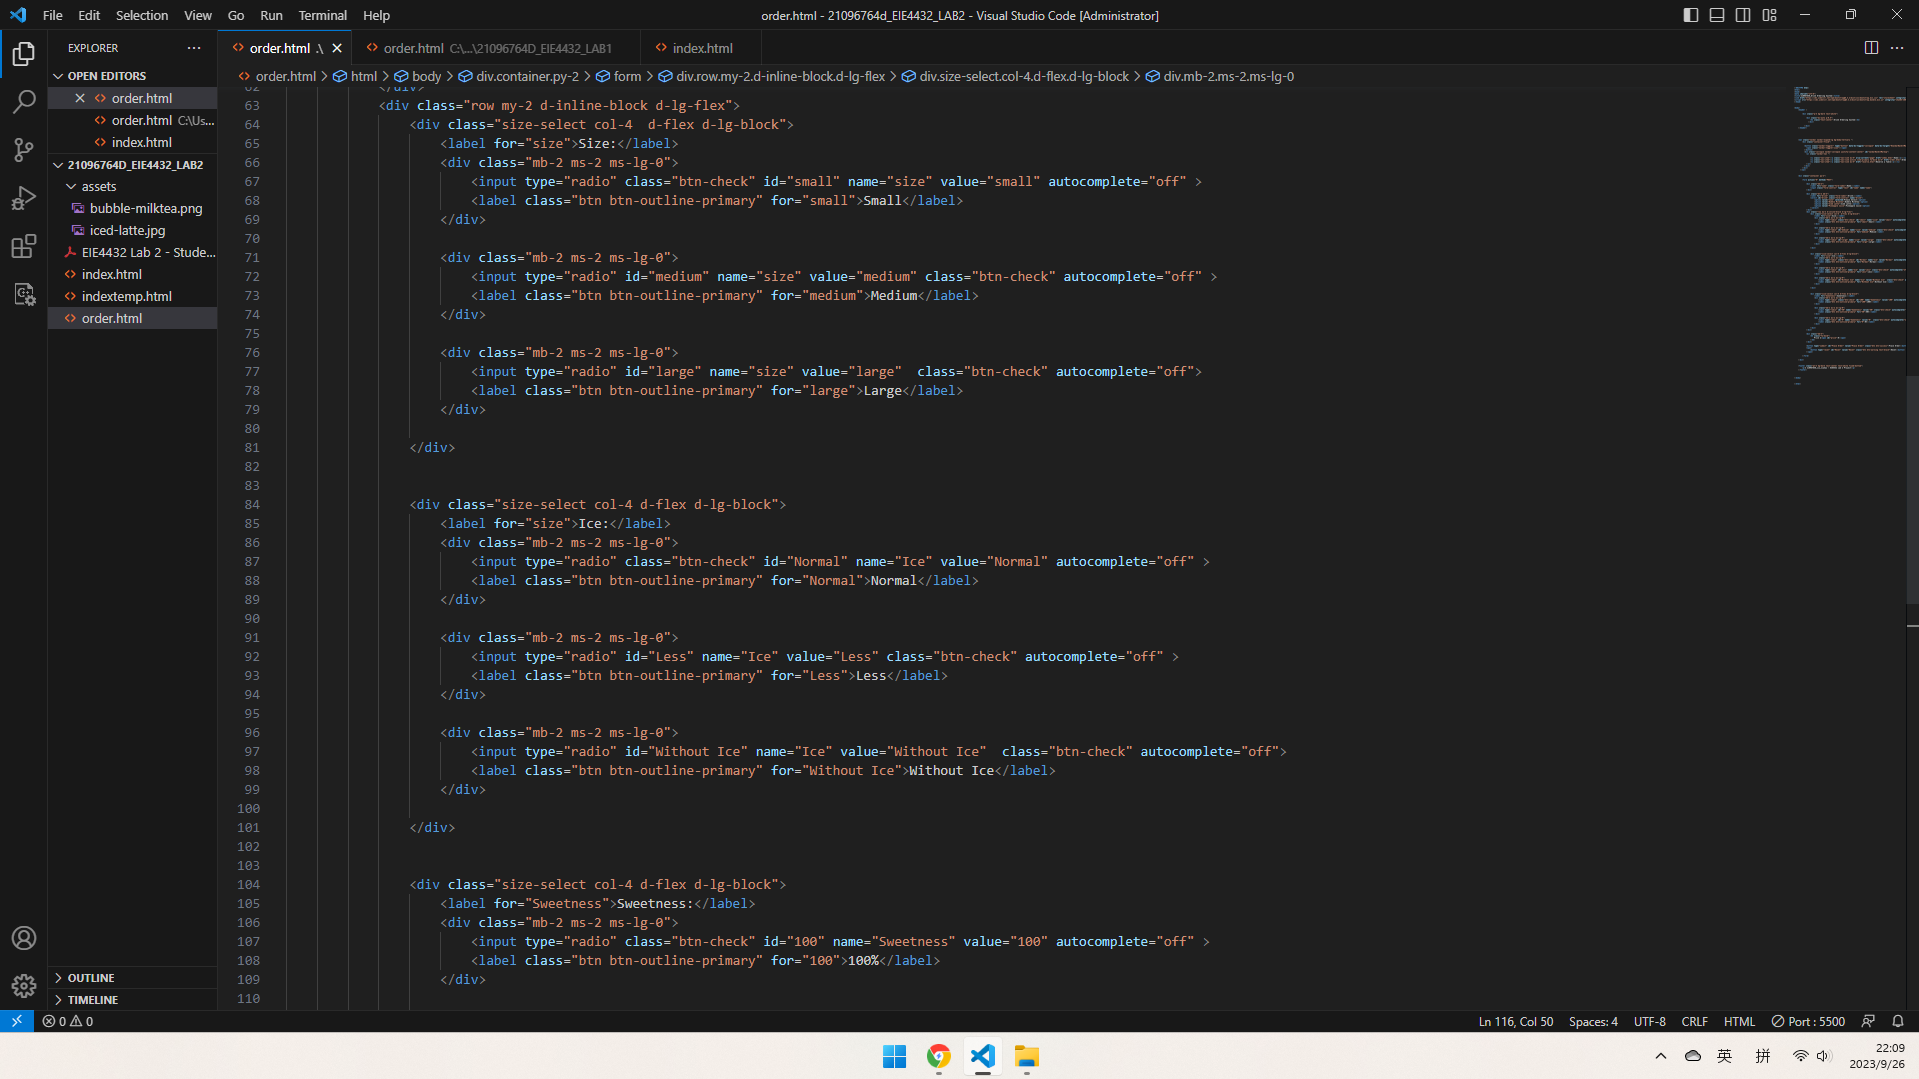 File Edit Selection View Go Run Terminal Help
order.html - 21096764d_EIE4432_LAB2 - Visual Studio Code [Administrator]
EXPLORER
OPEN EDITORS
order.html
order.html C:\Us...
index.html
21096764D_EIE4432_LAB2
assets
bubble-milktea.png
iced-latte.jpg
EIE4432 Lab 2 - Stude...
index.html
indextemp.html
order.html
OUTLINE
TIMELINE
order.html .\
order.html C:\...\21096764D_EIE4432_LAB1
index.html
order.html > html > body > div.container.py-2 > form > div.row.my-2.d-inline-block.d-lg-flex > div.size-select.col-4.d-flex.d-lg-block > div.mb-2.ms-2.ms-lg-0
62 </div>
63 <div class="row my-2 d-inline-block d-lg-flex">
64 <div class="size-select col-4  d-flex d-lg-block">
65 <label for="size">Size:</label>
66 <div class="mb-2 ms-2 ms-lg-0">
67 <input type="radio" class="btn-check" id="small" name="size" value="small" autocomplete="off" >
68 <label class="btn btn-outline-primary" for="small">Small</label>
69 </div>
70
71 <div class="mb-2 ms-2 ms-lg-0">
72 <input type="radio" id="medium" name="size" value="medium" class="btn-check" autocomplete="off" >
73 <label class="btn btn-outline-primary" for="medium">Medium</label>
74 </div>
75
76 <div class="mb-2 ms-2 ms-lg-0">
77 <input type="radio" id="large" name="size" value="large"  class="btn-check" autocomplete="off">
78 <label class="btn btn-outline-primary" for="large">Large</label>
79 </div>
80
81 </div>
82
83
84 <div class="size-select col-4 d-flex d-lg-block">
85 <label for="size">Ice:</label>
86 <div class="mb-2 ms-2 ms-lg-0">
87 <input type="radio" class="btn-check" id="Normal" name="Ice" value="Normal" autocomplete="off" >
88 <label class="btn btn-outline-primary" for="Normal">Normal</label>
89 </div>
90
91 <div class="mb-2 ms-2 ms-lg-0">
92 <input type="radio" id="Less" name="Ice" value="Less" class="btn-check" autocomplete="off" >
93 <label class="btn btn-outline-primary" for="Less">Less</label>
94 </div>
95
96 <div class="mb-2 ms-2 ms-lg-0">
97 <input type="radio" id="Without Ice" name="Ice" value="Without Ice"  class="btn-check" autocomplete="off">
98 <label class="btn btn-outline-primary" for="Without Ice">Without Ice</label>
99 </div>
100
101 </div>
102
103
104 <div class="size-select col-4 d-flex d-lg-block">
105 <label for="Sweetness">Sweetness:</label>
106 <div class="mb-2 ms-2 ms-lg-0">
107 <input type="radio" class="btn-check" id="100" name="Sweetness" value="100" autocomplete="off" >
108 <label class="btn btn-outline-primary" for="100">100%</label>
109 </div>
110
0 0
Ln 116, Col 50 Spaces: 4 UTF-8 CRLF HTML Port : 5500
英 拼
22:09
2023/9/26